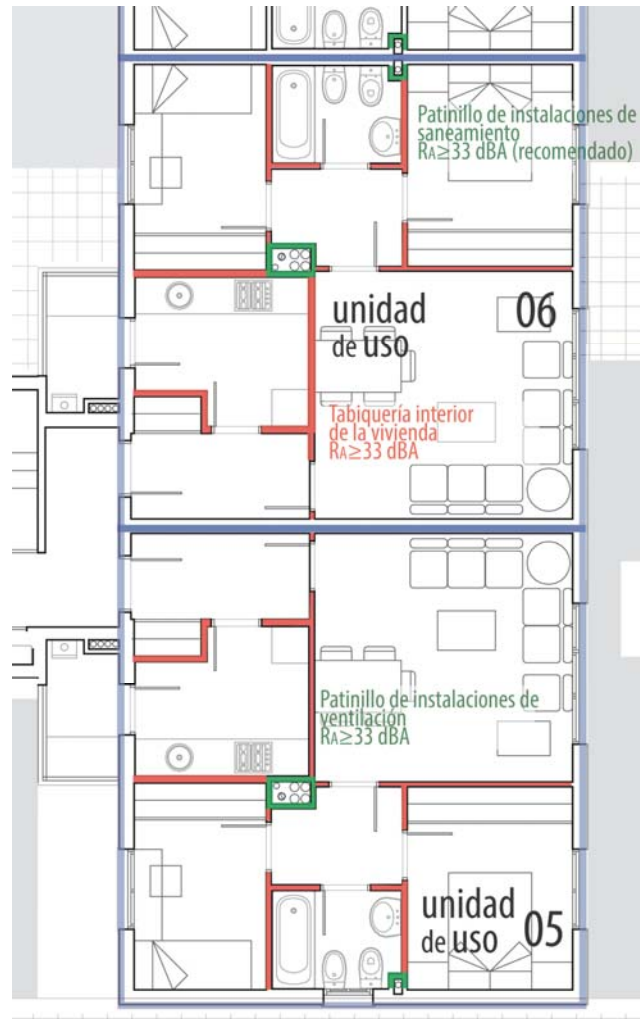 Patinillo de instalaciones de
saneamiento
RA≥33 dBA (recomendado)
unidad 06
de uso
Tabiquería interior
de la vivienda
RA≥33 dBA
Patinillo de instalaciones de
ventilación
RA≥33 dBA
unidad 05
de uso